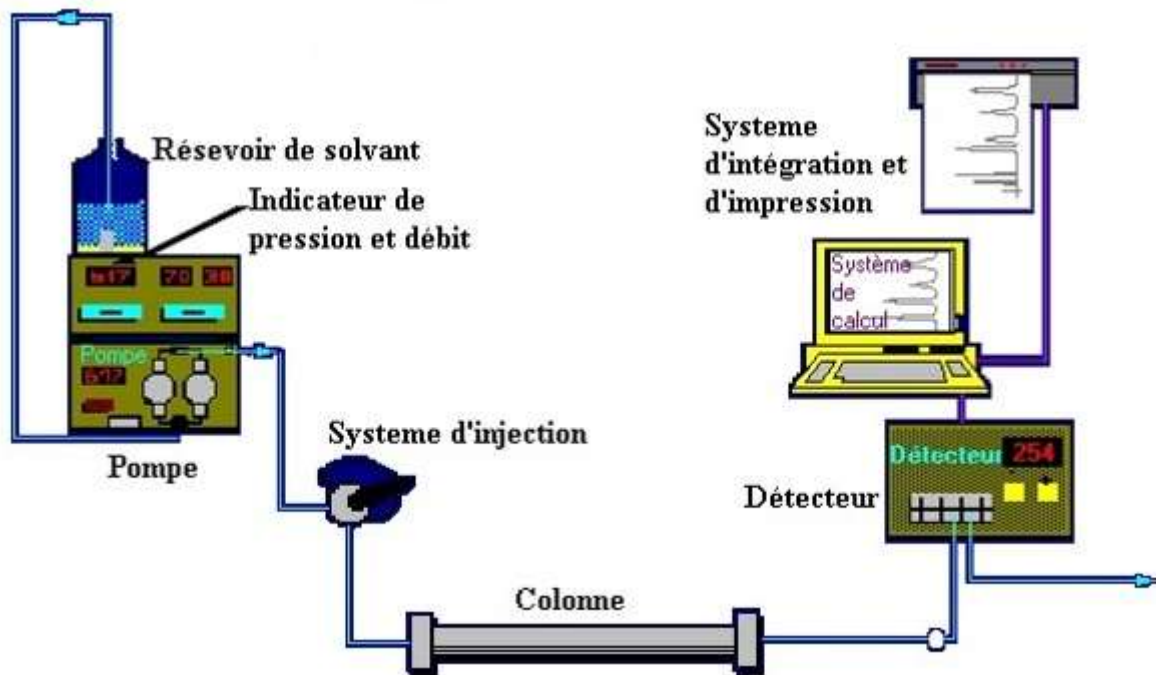 Résevoir de solvant
Indicateur de
pression et débit
70
Pompe
Pompe
Systeme d'injection
Colonne
Systeme
d'intégration et
d'impression
Système
de
calcul
Détecteur
254
Détecteur